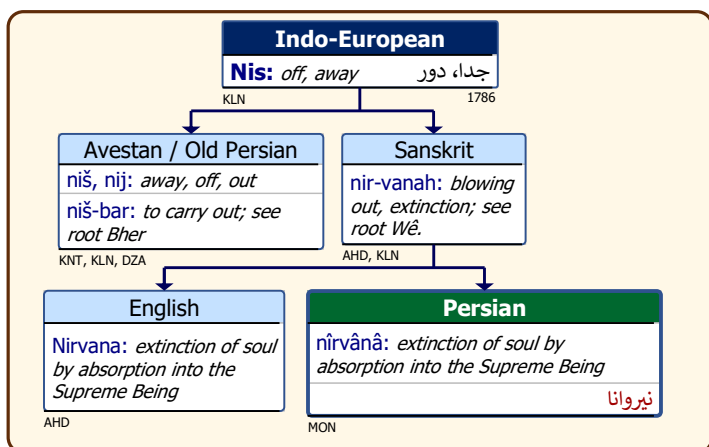 Indo-European
Nis: off, away جدا، دور
KLN 1786
Avestan / Old Persian
niš, nij: away, off, out
niš-bar: to carry out; see
root Bher
KNT, KLN, DZA
Sanskrit
nir-vanah: blowing
out, extinction; see
root Wê.
AHD, KLN
English
Nirvana: extinction of soul
by absorption into the
Supreme Being
AHD
Persian
nîrvânâ: extinction of soul by
absorption into the Supreme Being
نیروانا
MON